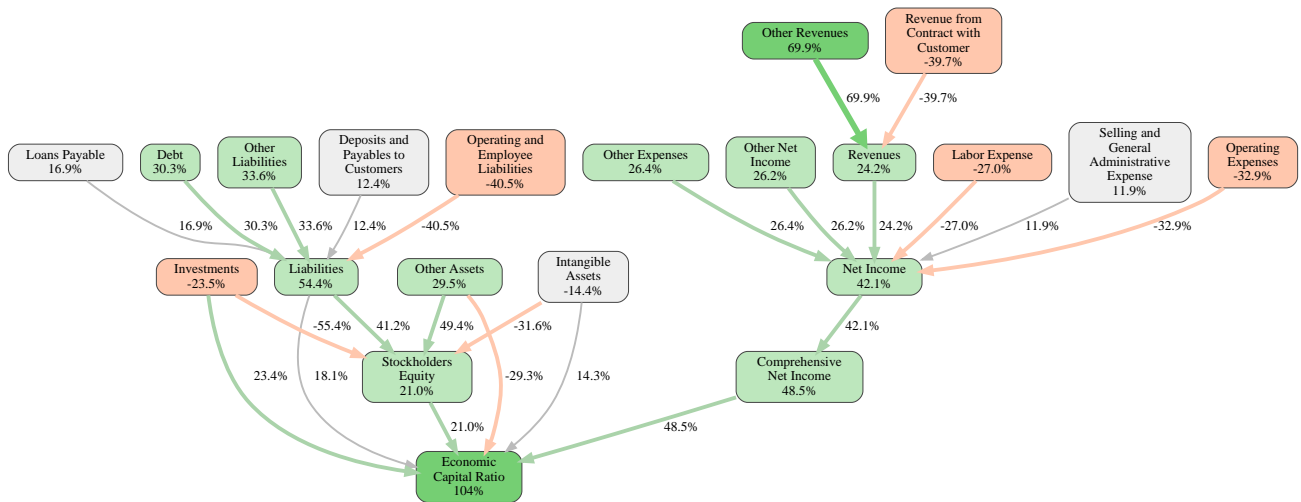 Other Revenues
69.9%
Revenue from
Contract with
Customer
-39.7%
69.9%
-39.7%
Loans Payable
16.9%
Debt
30.3%
Other
Liabilities
33.6%
Deposits and
Payables to
Customers
12.4%
Operating and
Employee
Liabilities
-40.5%
Other Expenses
26.4%
Other Net
Income
26.2%
Revenues
24.2%
Labor Expense
-27.0%
Selling and
General
Administrative
Expense
11.9%
Operating
Expenses
-32.9%
16.9%
30.3%
33.6%
12.4%
-40.5%
26.4%
26.2%
24.2%
-27.0%
11.9%
-32.9%
Investments
-23.5%
Liabilities
54.4%
Other Assets
29.5%
Intangible
Assets
-14.4%
Net Income
42.1%
-55.4%
41.2%
49.4%
-31.6%
42.1%
Stockholders
Equity
21.0%
Comprehensive
Net Income
48.5%
23.4%
18.1%
-29.3%
14.3%
21.0%
48.5%
Economic
Capital Ratio
104%